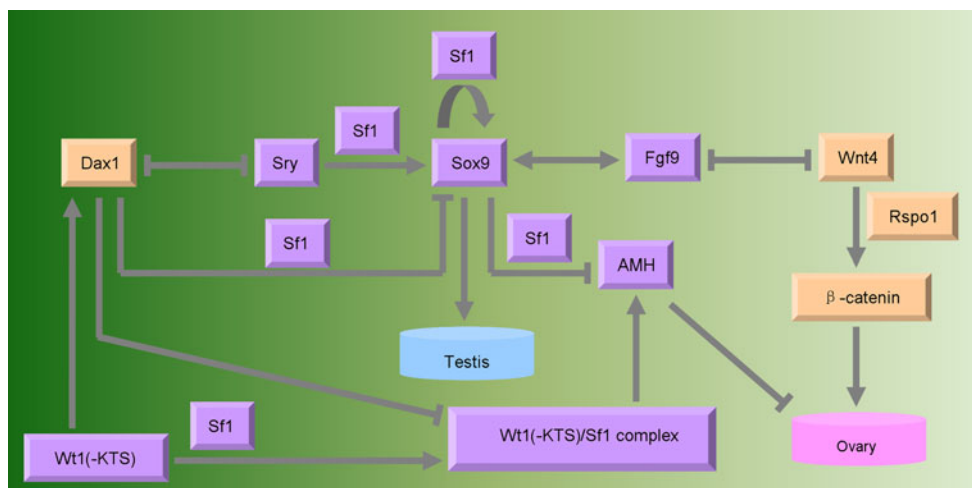 Sf1
Sf1
Dax1
Sry
Sox9
Fgf9
Wnt4
Rspo1
Sf1
Sf1
AMH
β-catenin
Testis
Sf1
Wt1(-KTS)/Sf1 complex
Wt1(-KTS)
Ovary